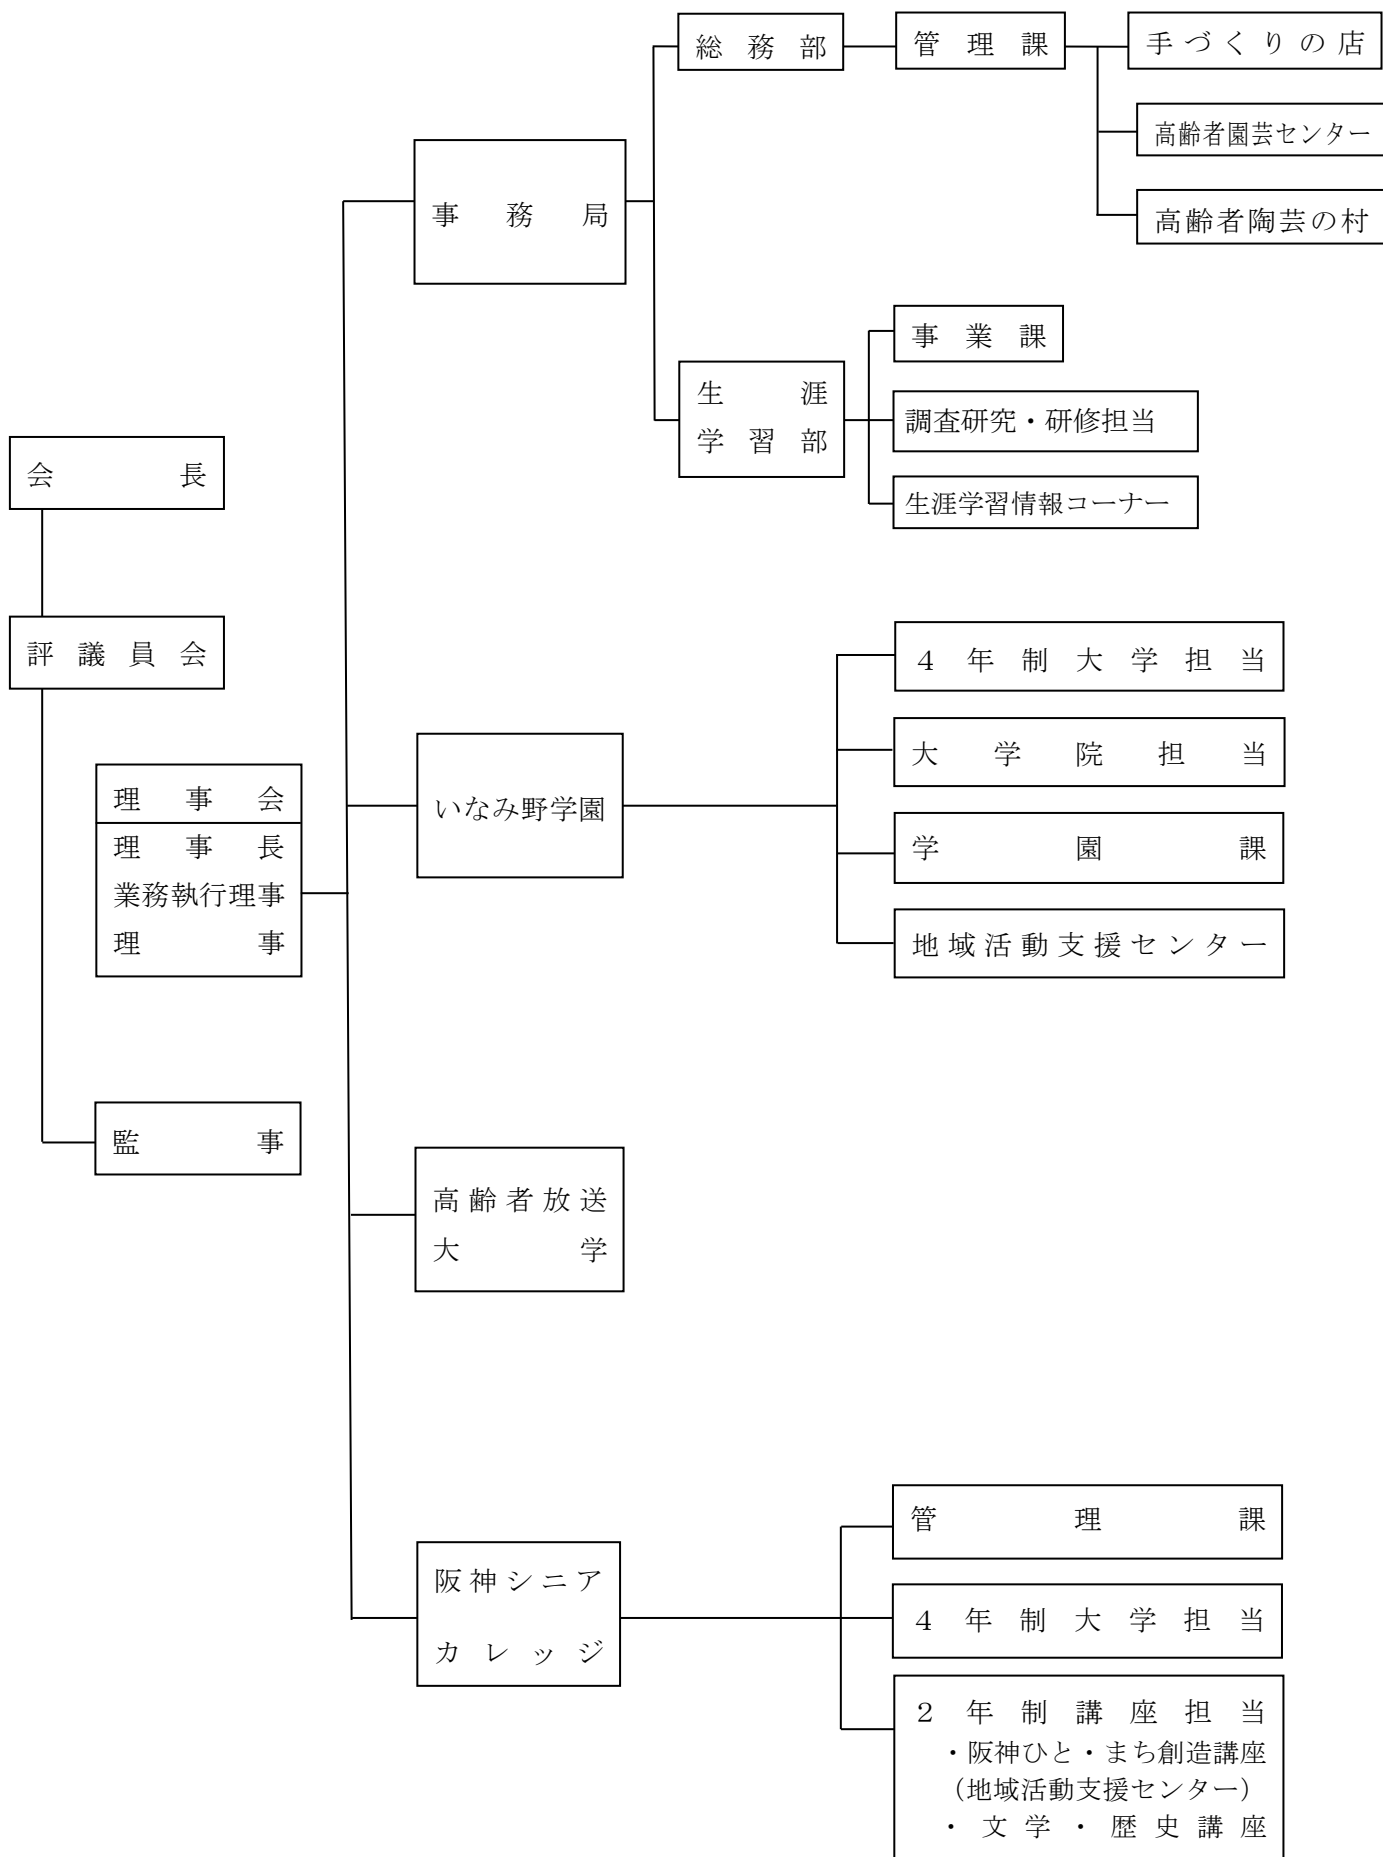 会長
評議員会
理事会
理事長
業務執行理事
理事
監事
事務局
総務部
管理課
手づくりの店
高齢者園芸センター
高齢者陶芸の村
生涯
学習部
事業課
調査研究・研修担当
生涯学習情報コーナー
いなみ野学園
４年制大学担当
大学院担当
学園課
地域活動支援センター
高齢者放送
大学
阪神シニア
カレッジ
管理課
４年制大学担当
２年制講座担当
・阪神ひと・まち創造講座
（地域活動支援センター）
・文学・歴史講座